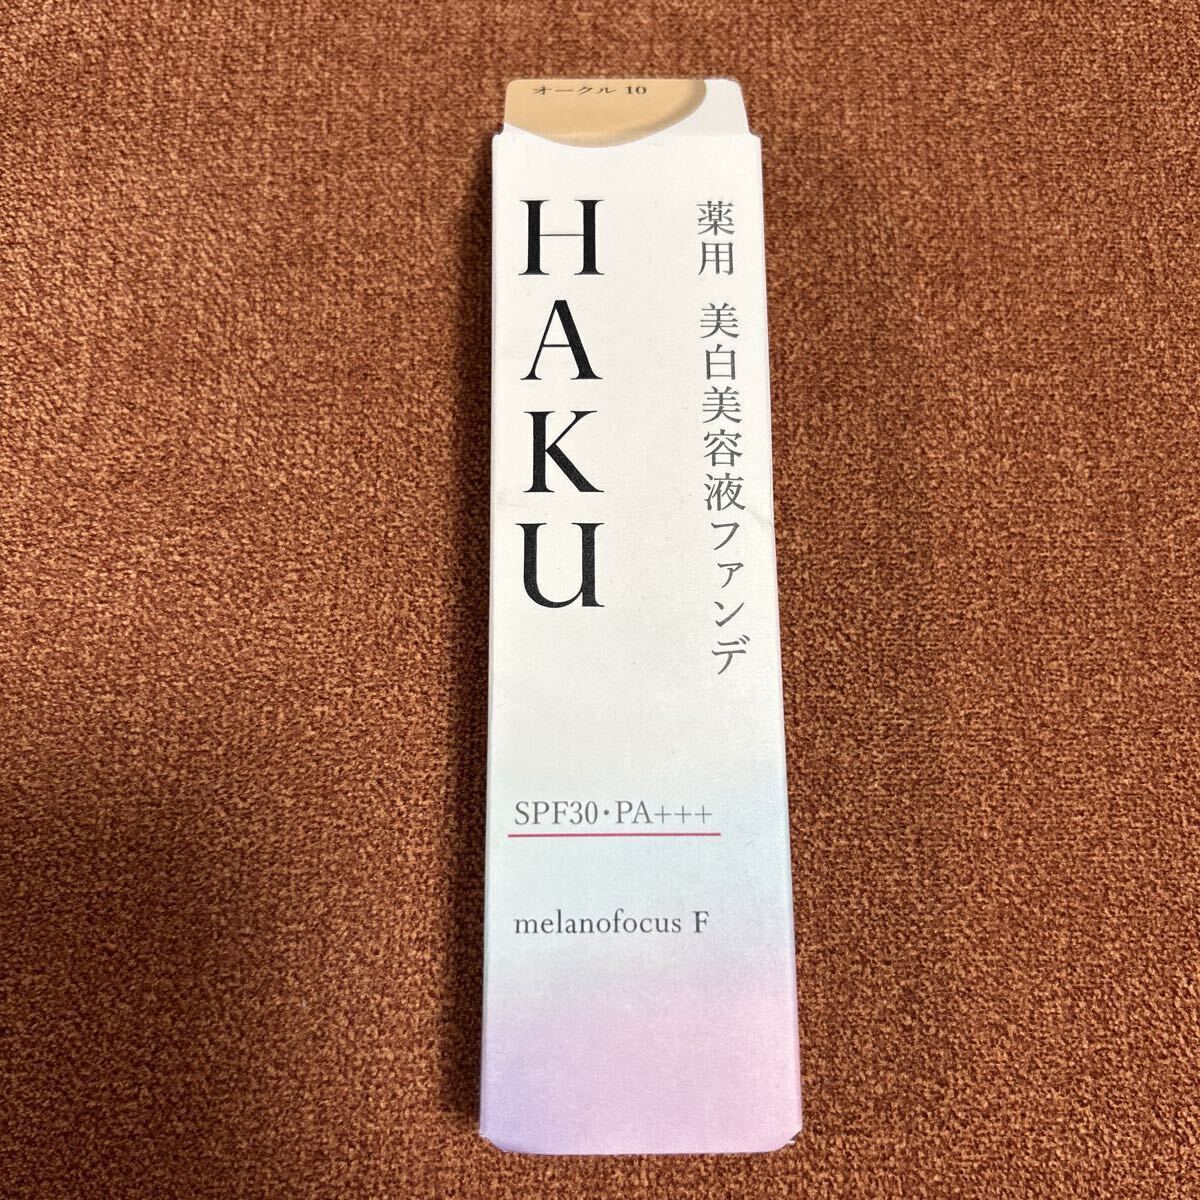 オークル 10
HAKU
薬用 美白美容液ファンデ
SPF30・PA+++
melanofocus F